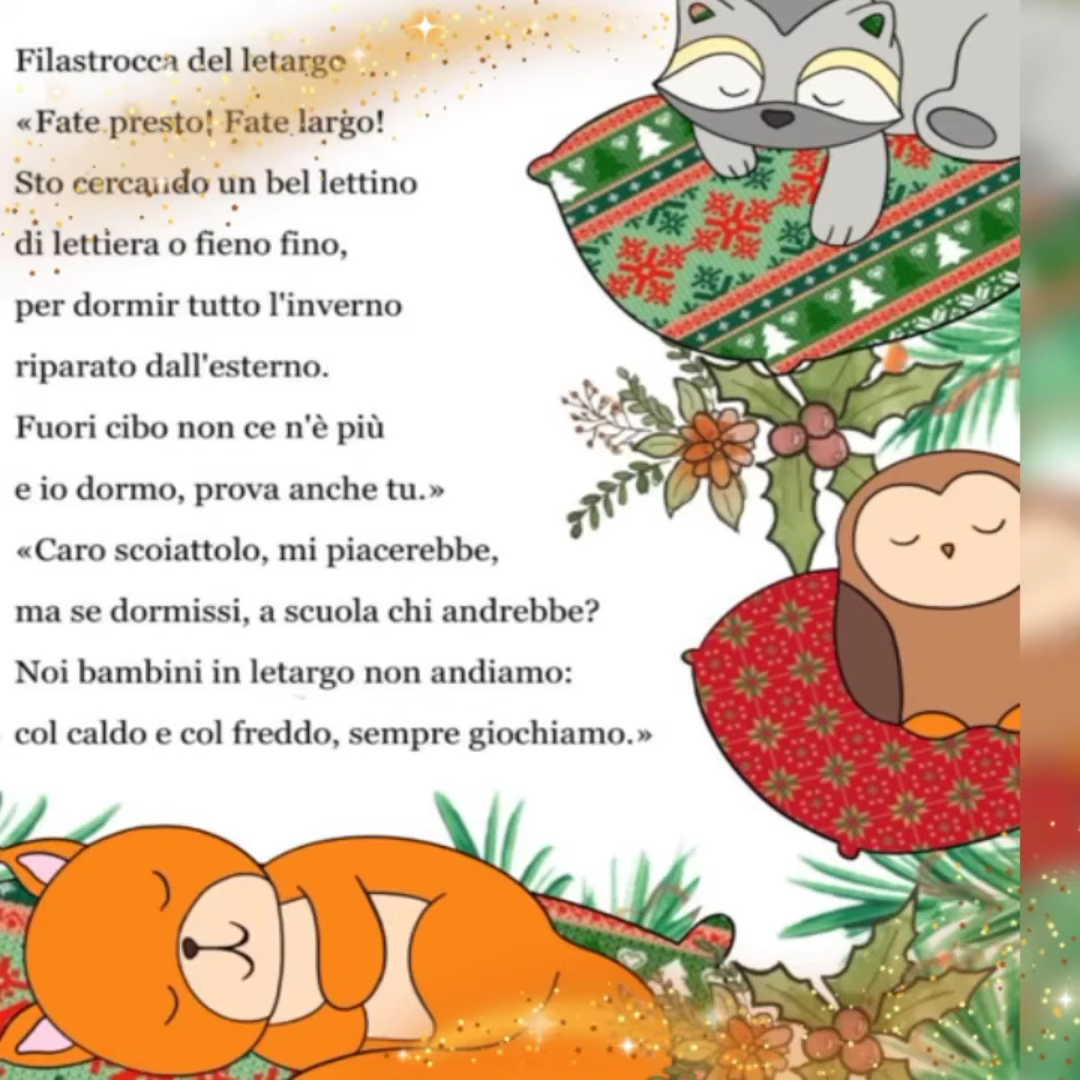 Filastrocca del letargo
«Fate presto! Fate largo!
Sto cercando un bel lettino
di lettiera o fieno fino,
per dormir tutto l'inverno
riparato dall'esterno.
Fuori cibo non ce n'è più
e io dormo, prova anche tu.»
«Caro scoiattolo, mi piacerebbe,
ma se dormissi, a scuola chi andrebbe?
Noi bambini in letargo non andiamo:
col caldo e col freddo, sempre giochiamo.»